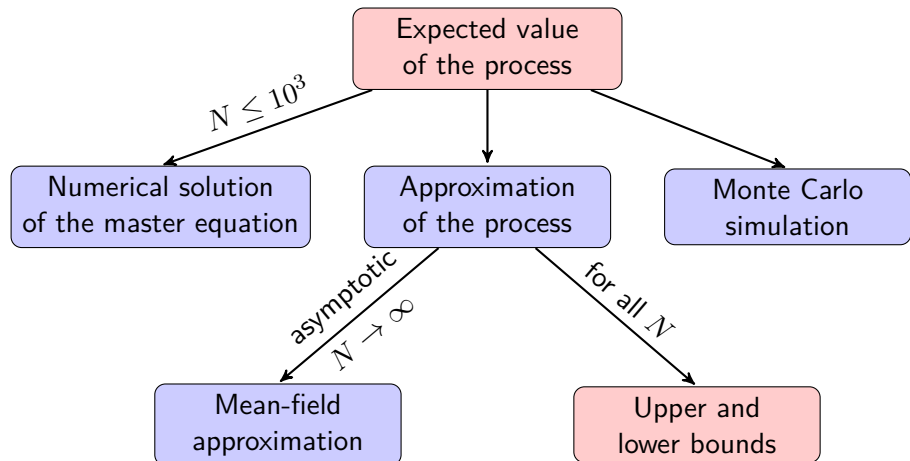 Expected value
of the process
N ≤ 10³
Numerical solution
of the master equation
Approximation
of the process
Monte Carlo
simulation
asymptotic
N → ∞
for all N
Mean-field
approximation
Upper and
lower bounds